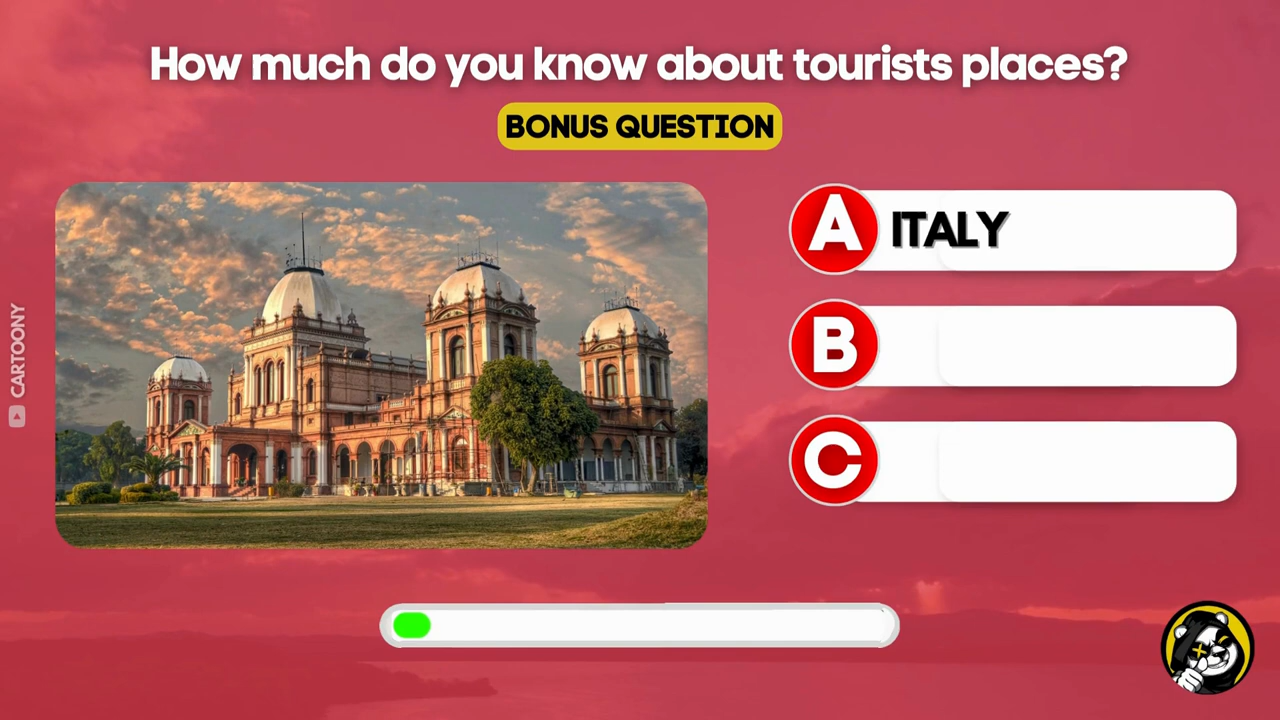 How much do you know about tourists places?
BONUS QUESTION
A ITALY
B
C
CARTOONY